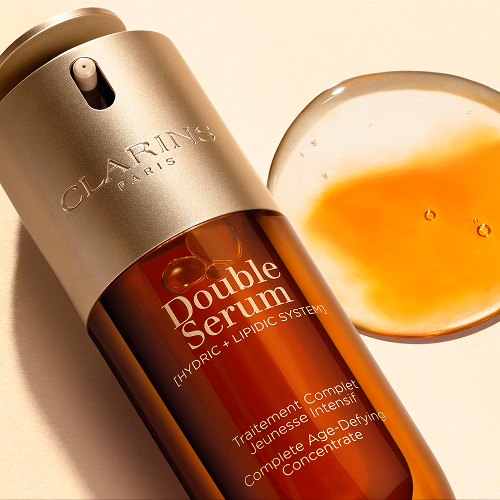 CLARINS
PARIS
Double
Serum
[HYDRIC + LIPIDIC SYSTEM]
Traitement Complet
Jeunesse Intensif
Complete Age-Defying
Concentrate